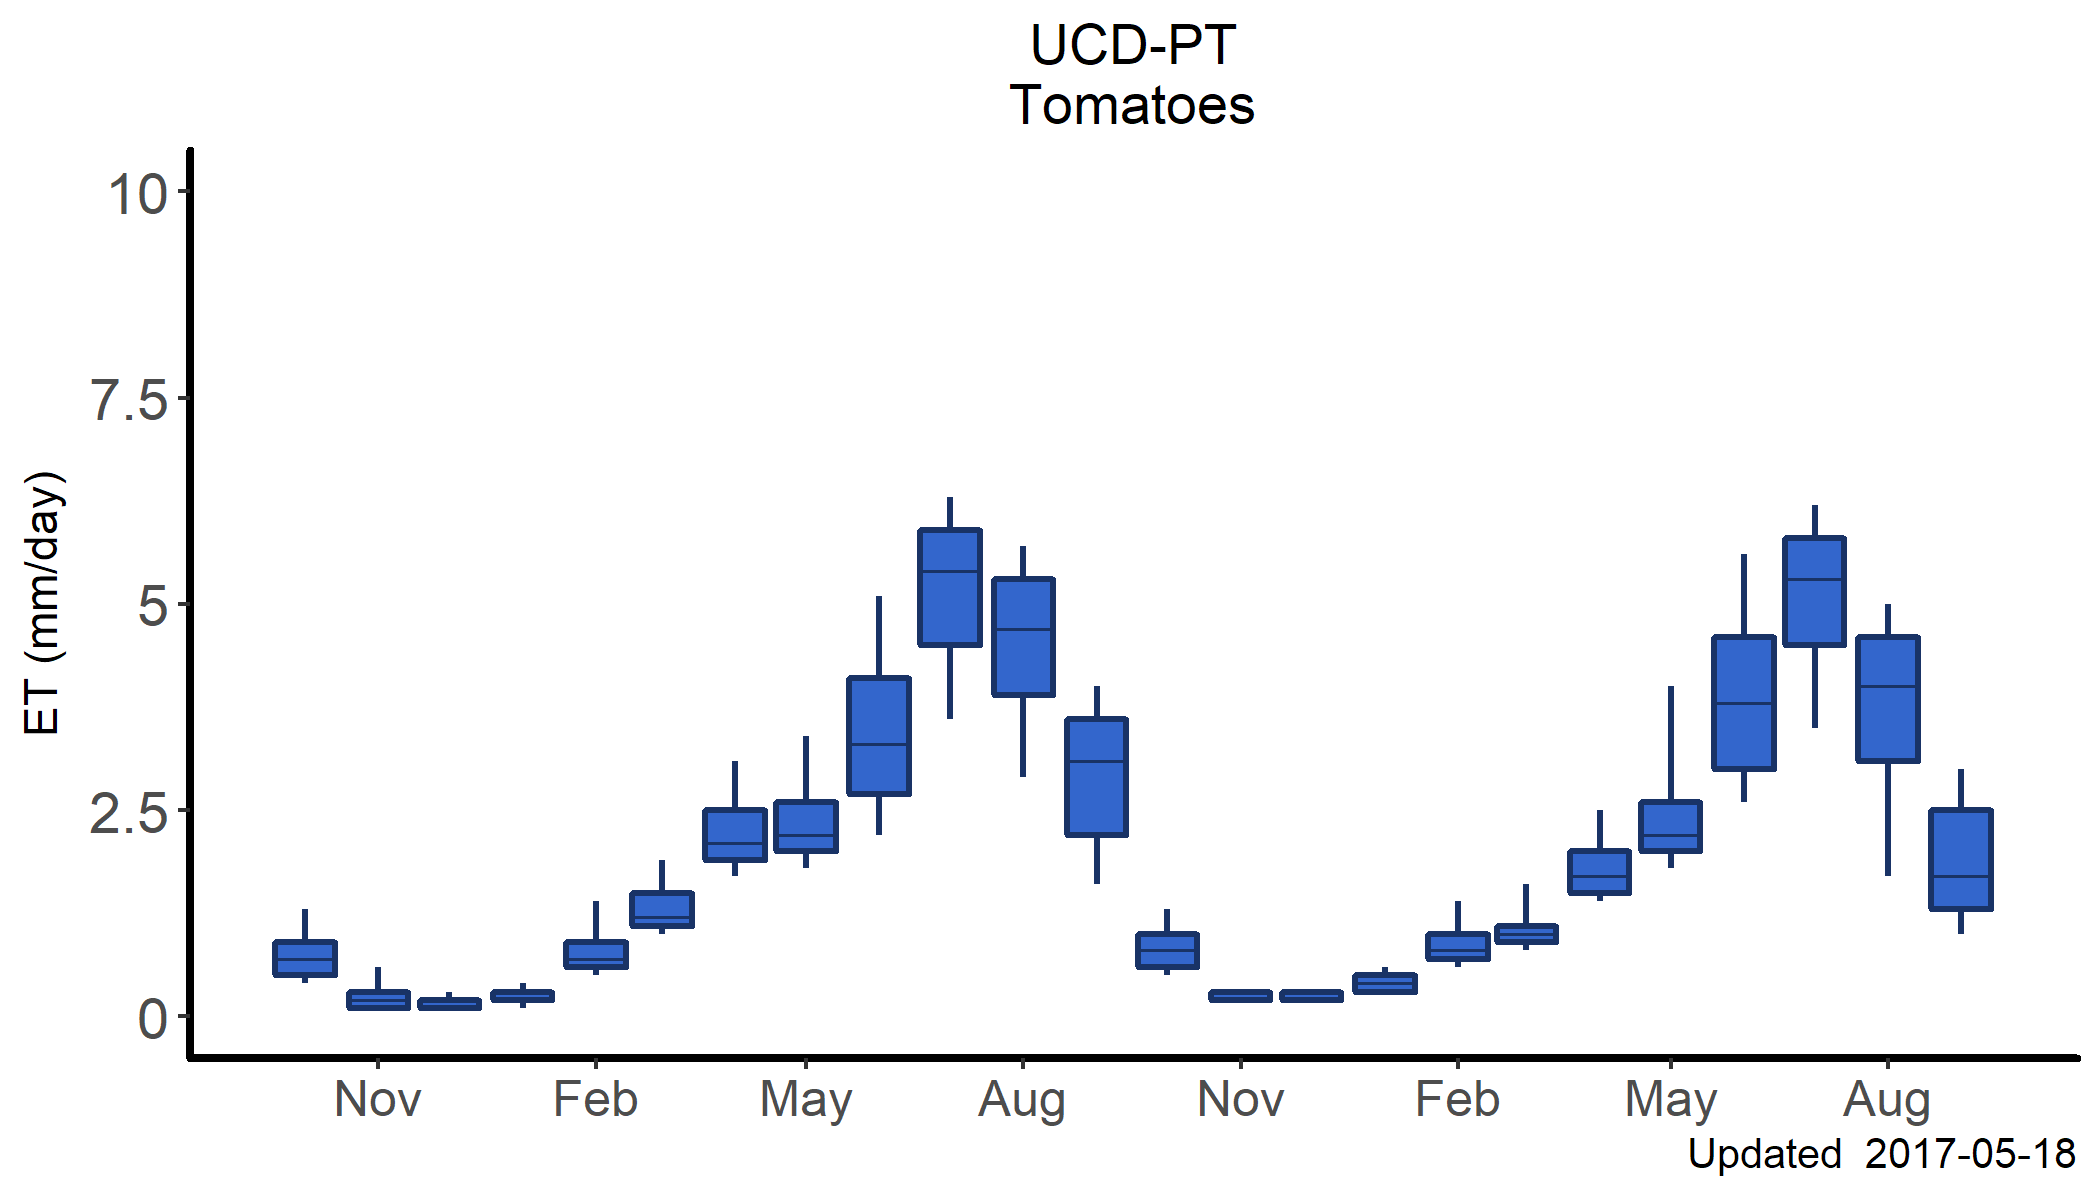 UCD-PT
Tomatoes
ET (mm/day)
10
7.5
5
2.5
0
Nov Feb May Aug Nov Feb May Aug
Updated 2017-05-18